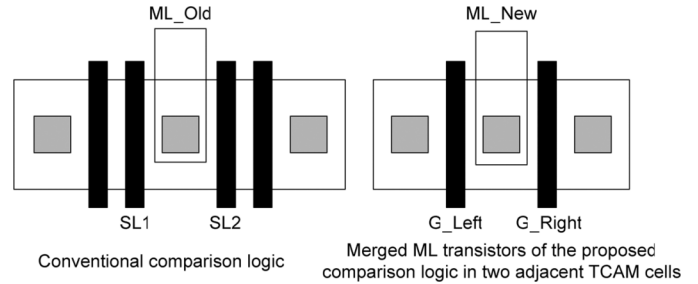 ML_Old
ML_New
SL1
SL2
G_Left
G_Right
Conventional comparison logic
Merged ML transistors of the proposed
comparison logic in two adjacent TCAM cells